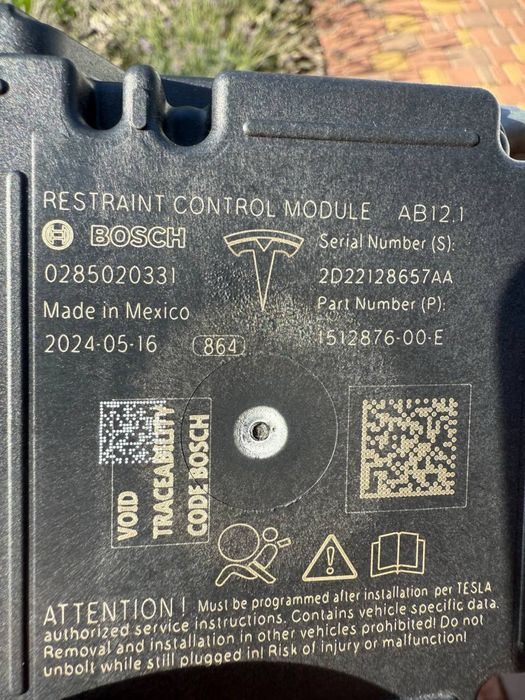 RESTRAINT CONTROL MODULE AB12.1
BOSCH
Serial Number (S):
0285020331
2D22128657AA
Made in Mexico
Part Number (P):
2024-05-16
864
1512876-00-E
VOID
TRACEABILITY
CODE BOSCH
ATTENTION! Must be programmed after installation per TESLA
authorized service instructions. Contains vehicle specific data.
Removal and installation in other vehicles prohibited! Do not
unbolt while still plugged in! Risk of injury or malfunction!